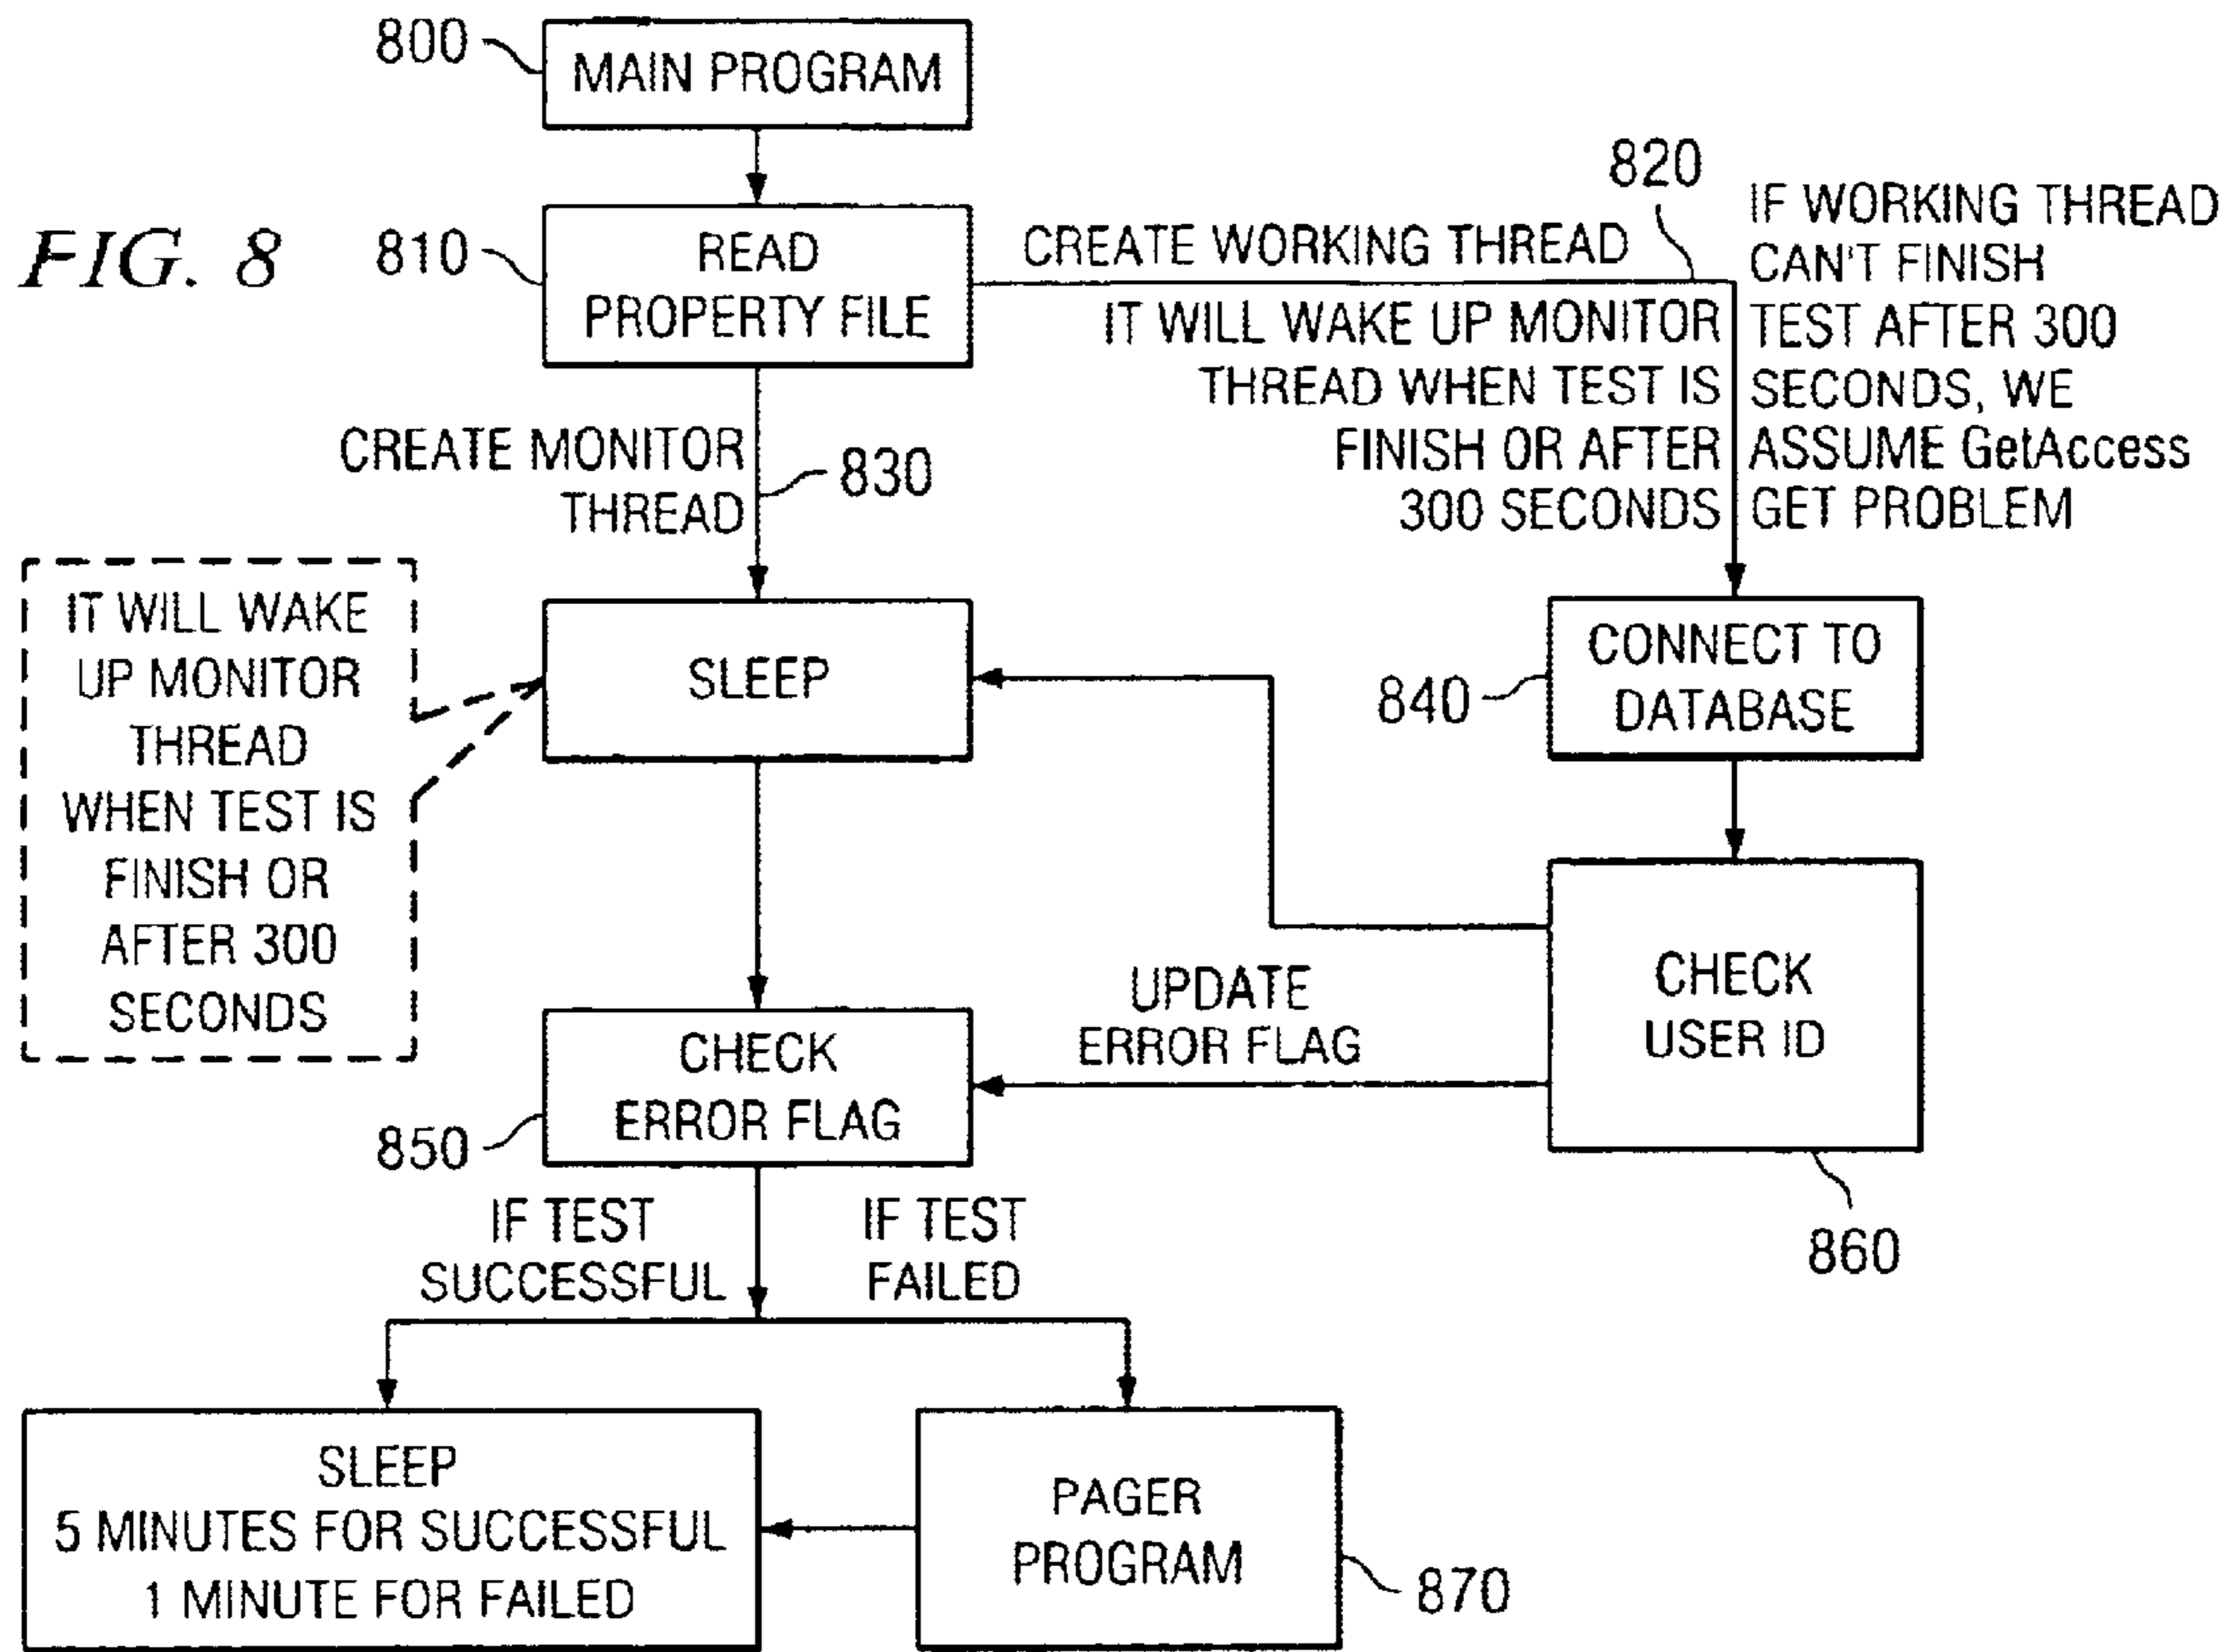 FIG. 8
800
MAIN PROGRAM
810
READ
PROPERTY FILE
CREATE WORKING THREAD
820
IT WILL WAKE UP MONITOR
THREAD WHEN TEST IS
FINISH OR AFTER
300 SECONDS
IF WORKING THREAD
CAN'T FINISH
TEST AFTER 300
SECONDS, WE
ASSUME GetAccess
GET PROBLEM
CREATE MONITOR
THREAD
830
IT WILL WAKE
UP MONITOR
THREAD
WHEN TEST IS
FINISH OR
AFTER 300
SECONDS
SLEEP
840
CONNECT TO
DATABASE
CHECK
USER ID
860
UPDATE
ERROR FLAG
CHECK
ERROR FLAG
850
IF TEST
SUCCESSFUL
IF TEST
FAILED
SLEEP
5 MINUTES FOR SUCCESSFUL
1 MINUTE FOR FAILED
PAGER
PROGRAM
870